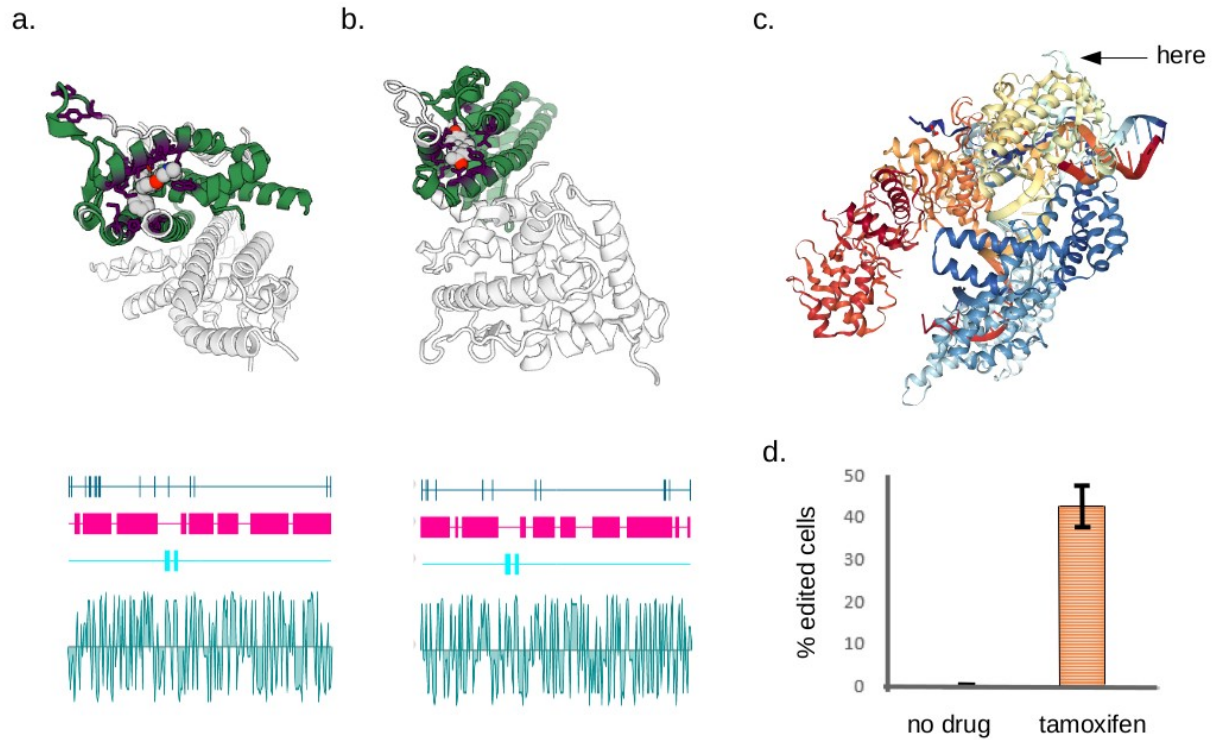 a.
b.
c.
here
d.
% edited cells
50
40
30
20
10
0
no drug
tamoxifen